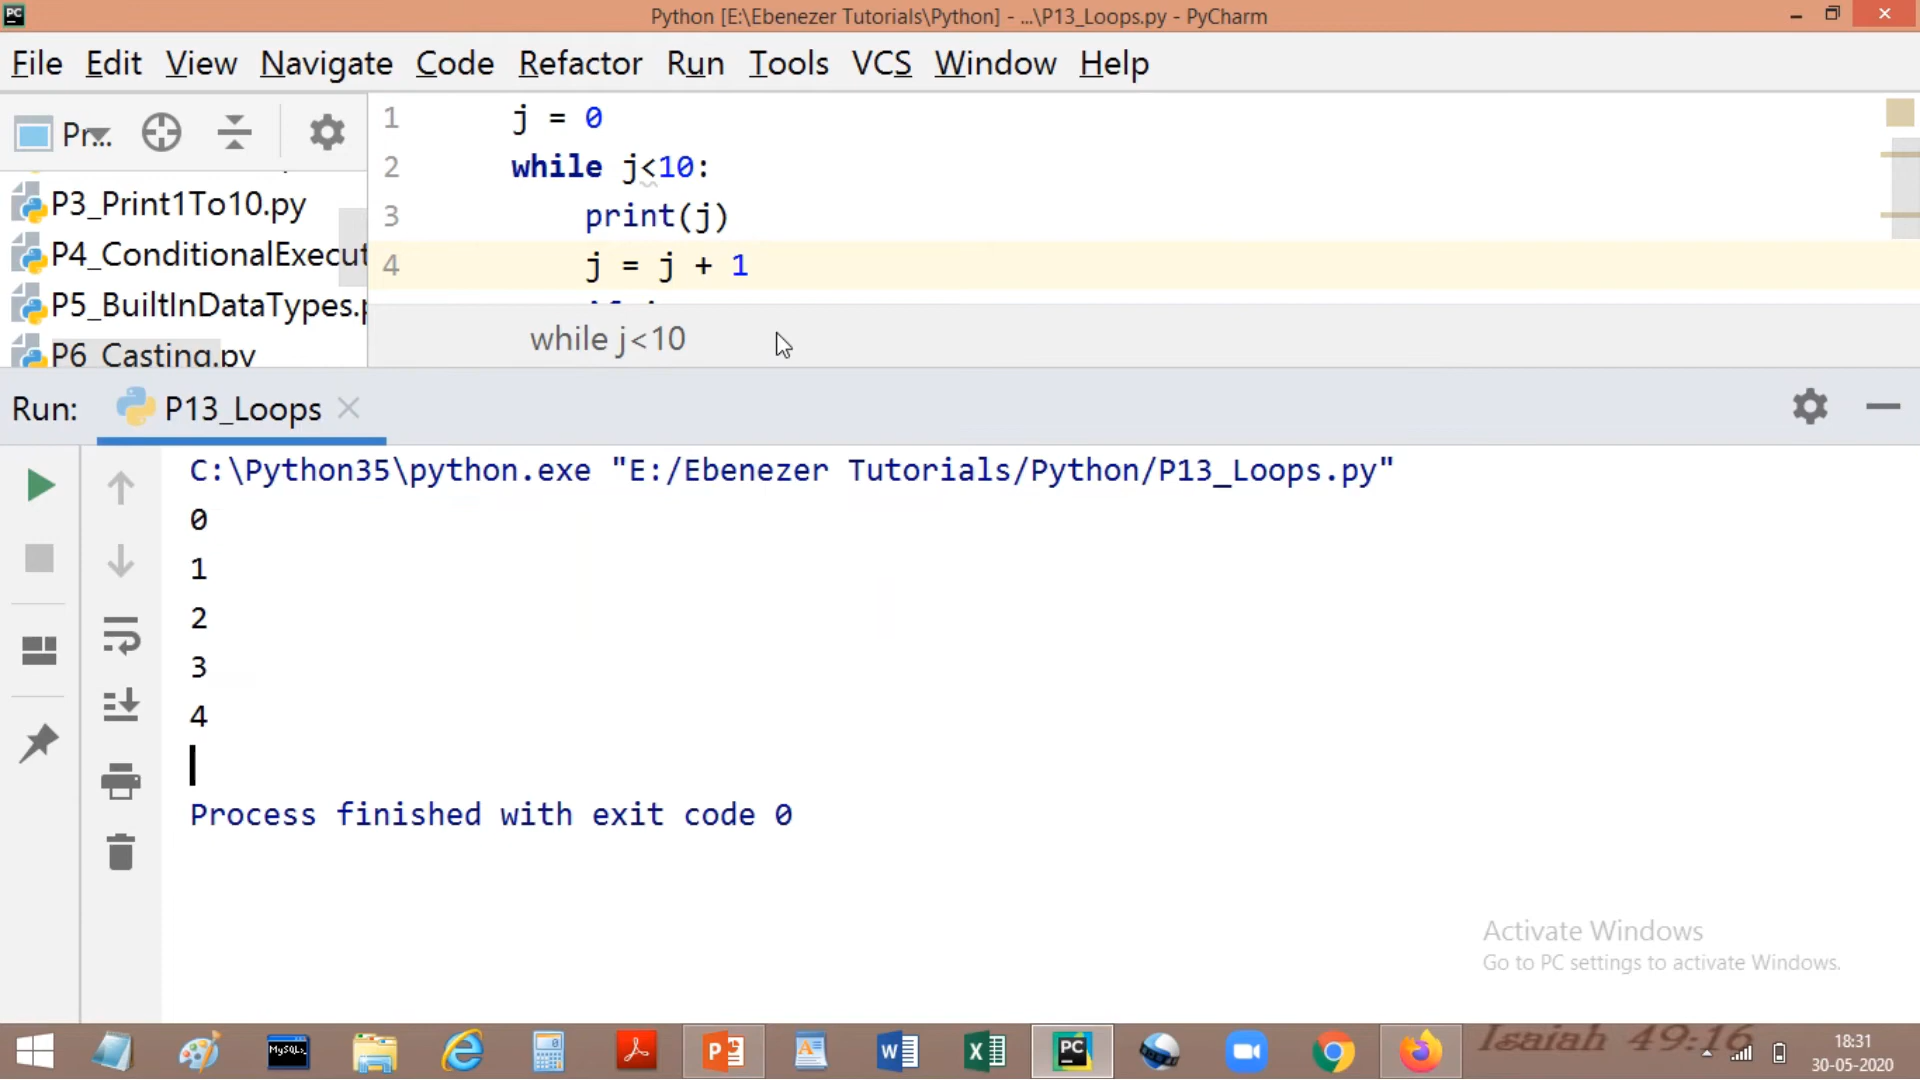 PC
Python [E:\Ebenezer Tutorials\Python] - ...\P13_Loops.py - PyCharm
File Edit View Navigate Code Refactor Run Tools VCS Window Help
Pr...
P3_Print1To10.py
P4_ConditionalExecut
P5_BuiltInDataTypes.p
P6_Casting.py
1 j = 0
2 while j<10:
3 print(j)
4 j = j + 1
while j<10
Run: P13_Loops
C:\Python35\python.exe "E:/Ebenezer Tutorials/Python/P13_Loops.py"
0
1
2
3
4
Process finished with exit code 0
Activate Windows
Go to PC settings to activate Windows.
MySQL
Isaiah 49:16
18:31
30-05-2020